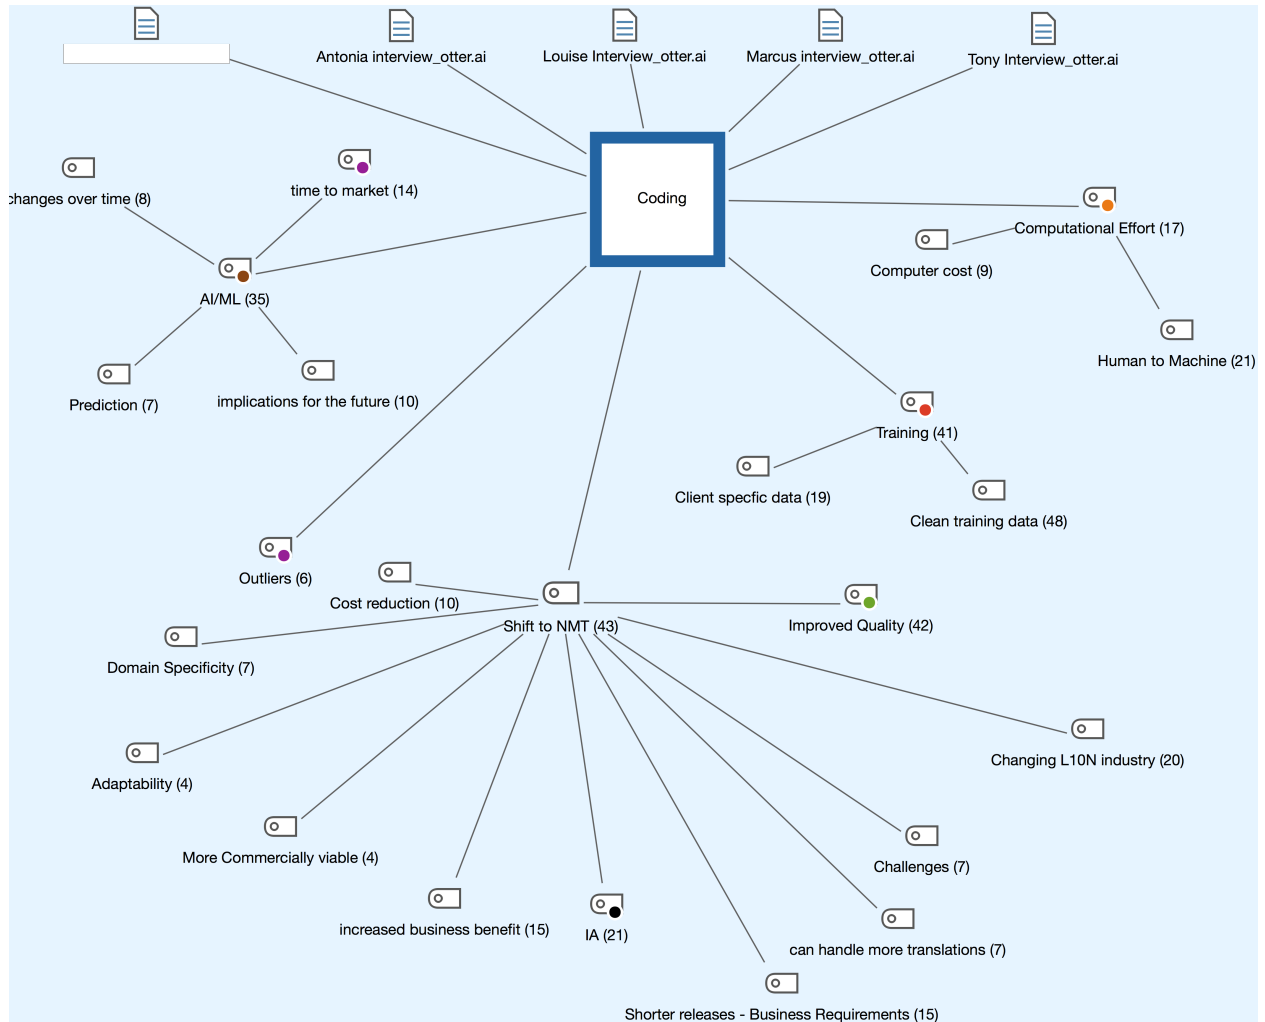 Antonia interview_otter.ai
Louise Interview_otter.ai
Marcus interview_otter.ai
Tony Interview_otter.ai
changes over time (8)
time to market (14)
Coding
Computational Effort (17)
Computer cost (9)
AI/ML (35)
Human to Machine (21)
Prediction (7)
implications for the future (10)
Training (41)
Client specfic data (19)
Clean training data (48)
Outliers (6)
Cost reduction (10)
Shift to NMT (43)
Improved Quality (42)
Domain Specificity (7)
Adaptability (4)
Changing L10N industry (20)
More Commercially viable (4)
Challenges (7)
increased business benefit (15)
IA (21)
can handle more translations (7)
Shorter releases - Business Requirements (15)